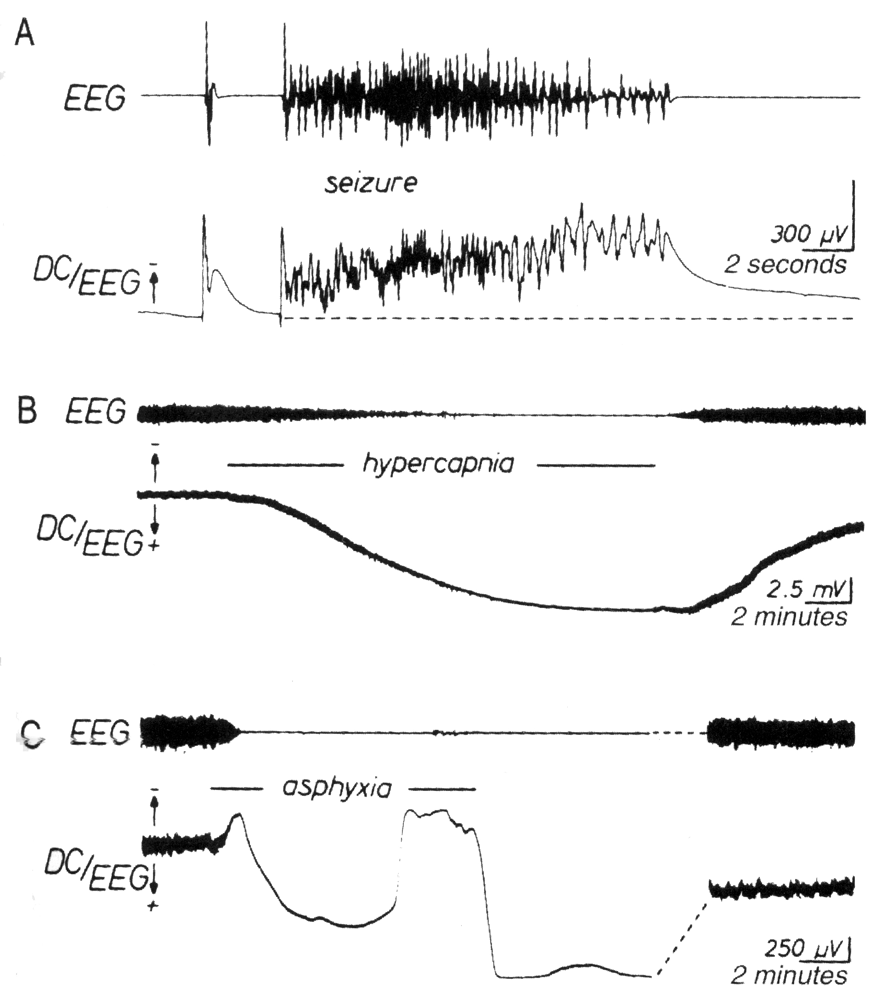 A
EEG
seizure
300 µV
2 seconds
DC/EEG
-
B EEG
-
hypercapnia
DC/EEG
+
2.5 mV
2 minutes
C EEG
asphyxia
-
DC/EEG
+
250 µV
2 minutes